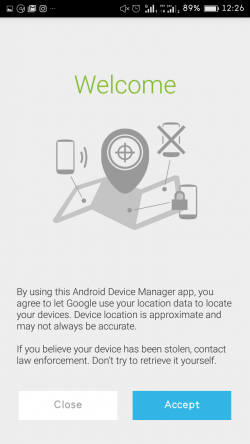 89% 12:26
Welcome
By using this Android Device Manager app, you
agree to let Google use your location data to locate
your devices. Device location is approximate and
may not always be accurate.
If you believe your device has been stolen, contact
law enforcement. Don't try to retrieve it yourself.
Close Accept